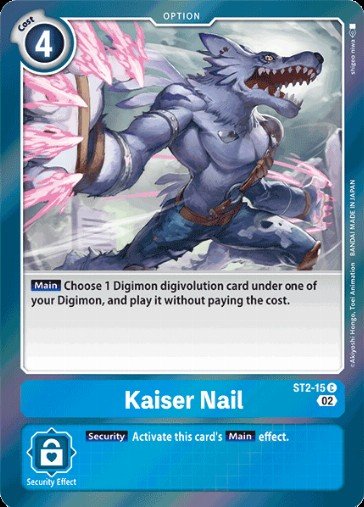 OPTION
Cost
4
shigeo niwa
©Akiyoshi Hongo, Toei Animation BANDAI MADE IN JAPAN
Main Choose 1 Digimon digivolution card under one of
your Digimon, and play it without paying the cost.
ST2-15 C
Kaiser Nail
02
Security Activate this card's Main effect.
Security Effect